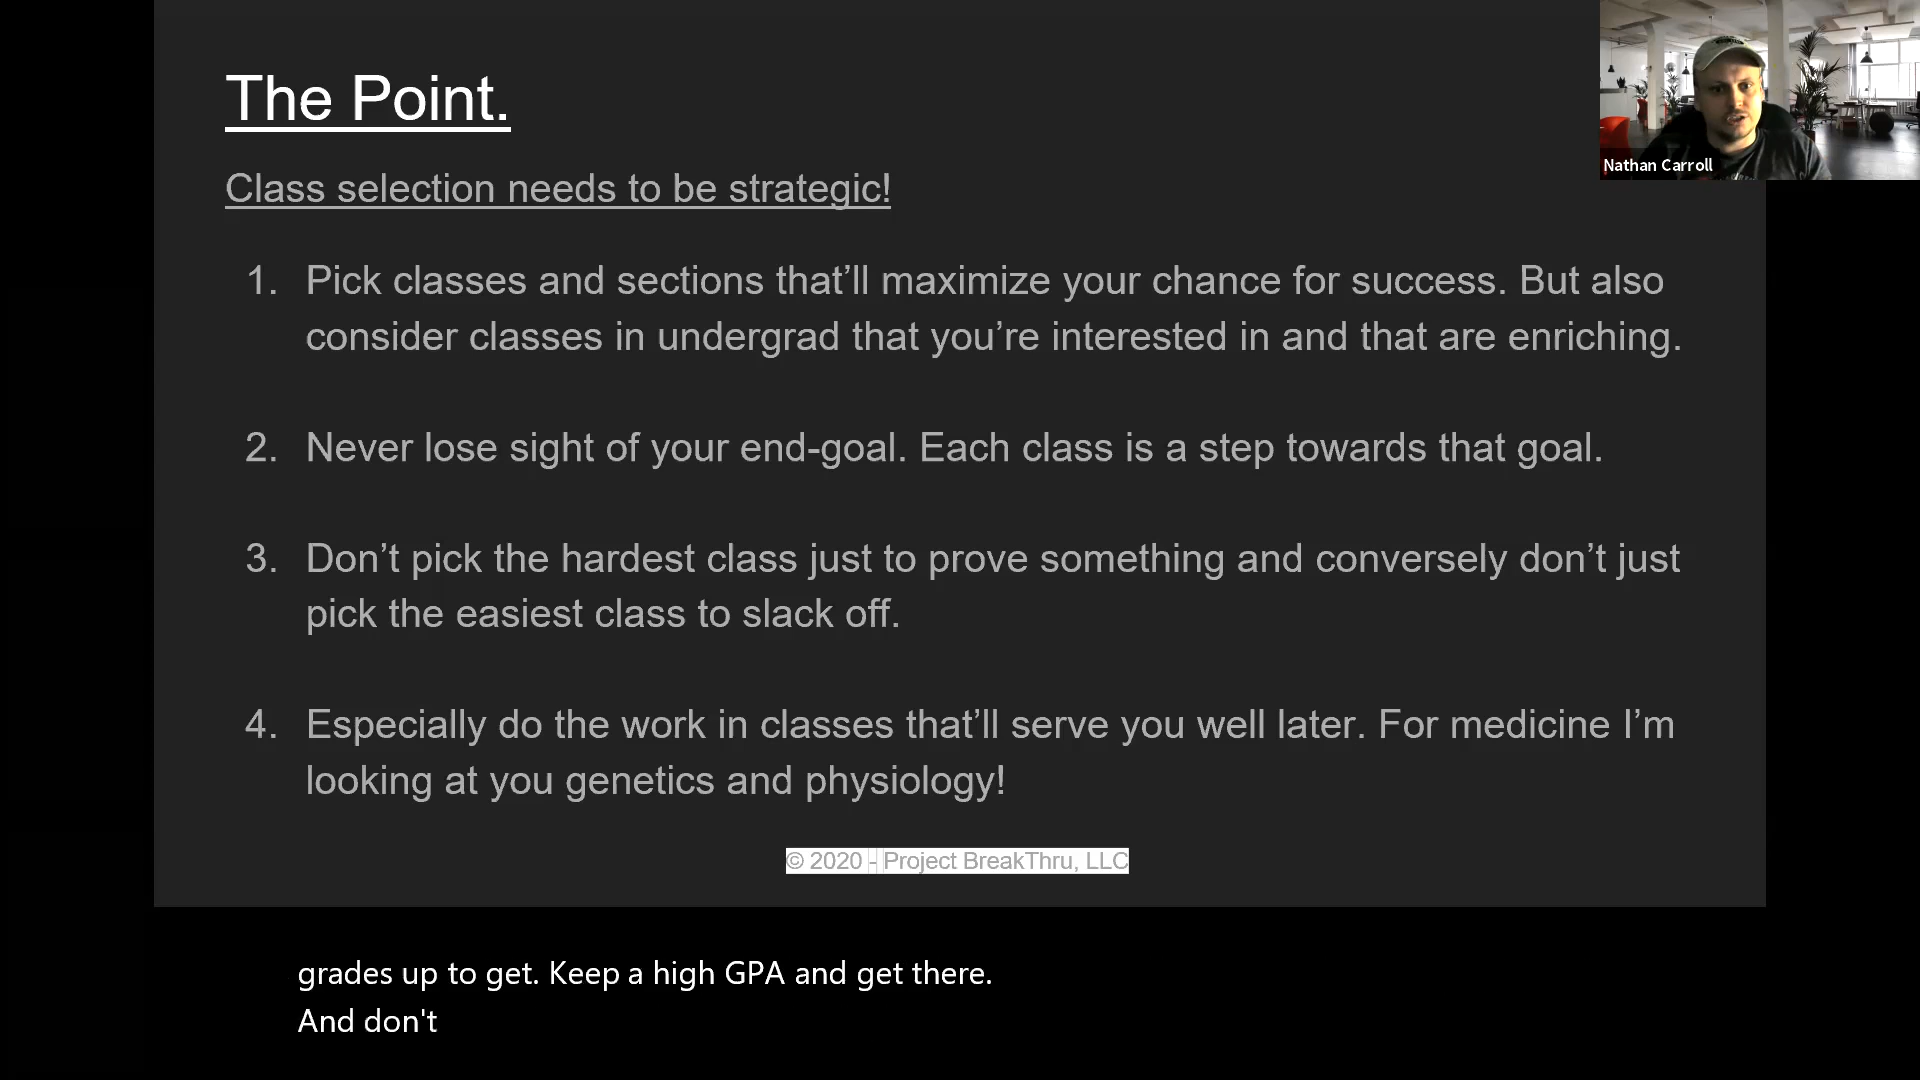 The Point.
Class selection needs to be strategic!
1. Pick classes and sections that’ll maximize your chance for success. But also
consider classes in undergrad that you’re interested in and that are enriching.
2. Never lose sight of your end-goal. Each class is a step towards that goal.
3. Don’t pick the hardest class just to prove something and conversely don’t just
pick the easiest class to slack off.
4. Especially do the work in classes that’ll serve you well later. For medicine I’m
looking at you genetics and physiology!
© 2020 - Project BreakThru, LLC
Nathan Carroll
grades up to get. Keep a high GPA and get there.
And don't